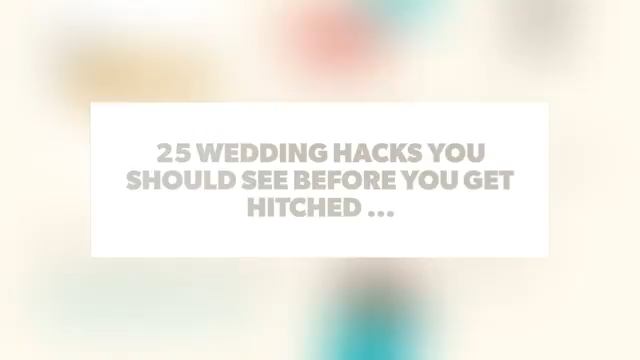 25 WEDDING HACKS YOU
SHOULD SEE BEFORE YOU GET
HITCHED ...